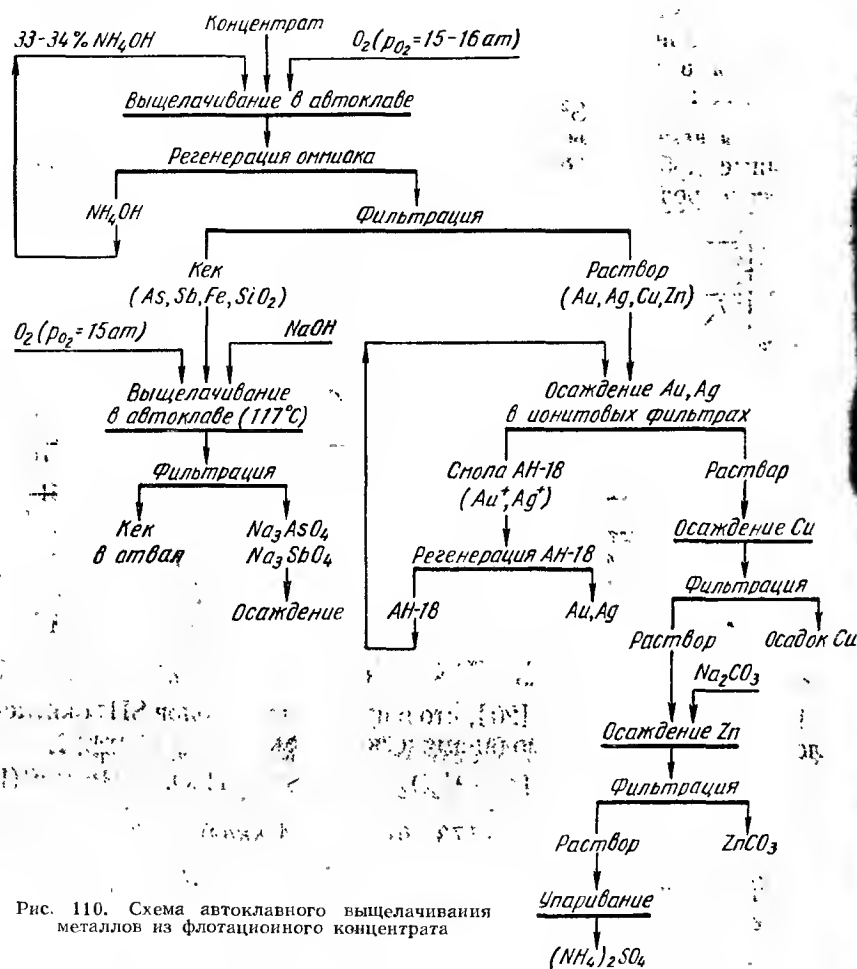 Концентрат
33-34% NH₄OH
O₂ (pO₂ = 15-16 ат)
Выщелачивание в автоклаве
Регенерация аммиака
NH₄OH
Фильтрация
Кек
(As, Sb, Fe, SiO₂)
Раствор
(Au, Ag, Cu, Zn)
O₂ (pO₂ = 15 ат)
NaOH
Выщелачивание
в автоклаве (117°С)
Фильтрация
Кек
в отвал
Na₃AsO₄
Na₃SbO₄
Осаждение
Осаждение Au, Ag
в ионитовых фильтрах
Смола АН-18
(Au⁺, Ag⁺)
Регенерация АН-18
АН-18
Au, Ag
Раствар
Осаждение Cu
Фильтрация
Раствор
Осадок Cu
Na₂CO₃
Осаждение Zn
Фильтрация
Раствор
ZnCO₃
Упаривание
(NH₄)₂SO₄
Рис. 110. Схема автоклавного выщелачивания
металлов из флотационного концентрата